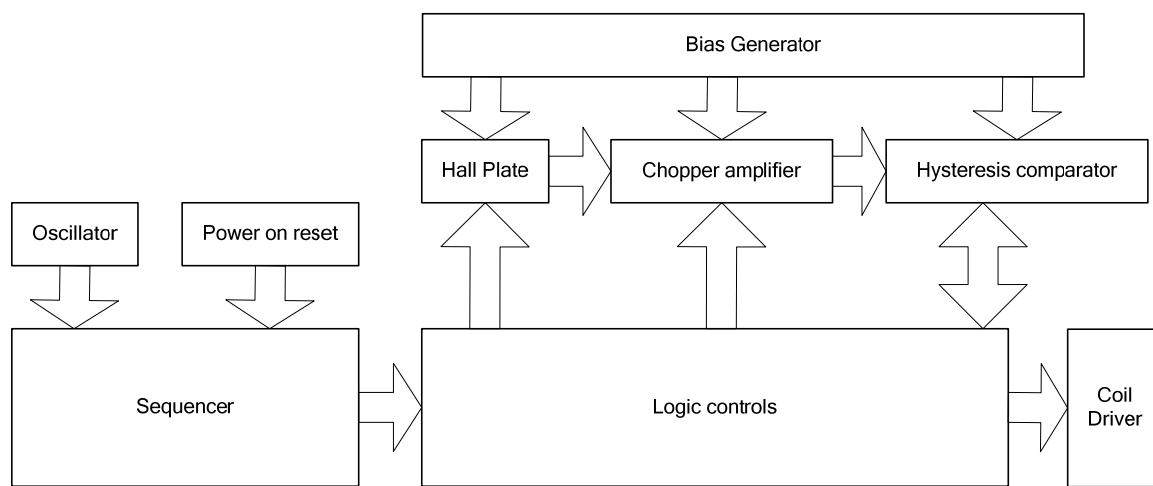 Bias Generator
Hall Plate
Chopper amplifier
Hysteresis comparator
Oscillator
Power on reset
Sequencer
Logic controls
Coil
Driver